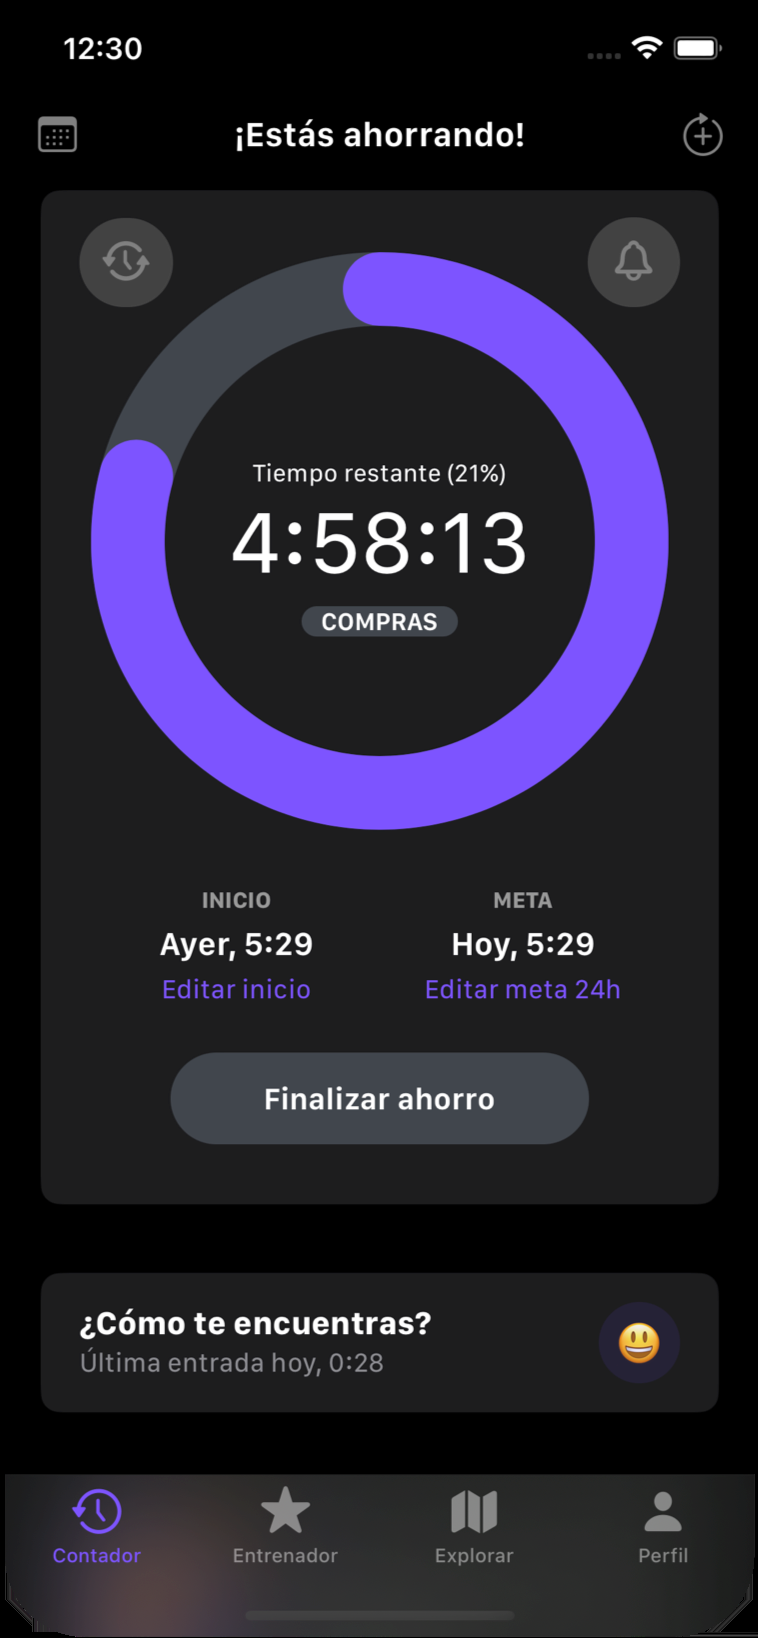 12:30
¡Estás ahorrando!
Tiempo restante (21%)
4:58:13
COMPRAS
INICIO
META
Ayer, 5:29
Hoy, 5:29
Editar inicio
Editar meta 24h
Finalizar ahorro
¿Cómo te encuentras?
Última entrada hoy, 0:28
Contador
Entrenador
Explorar
Perfil